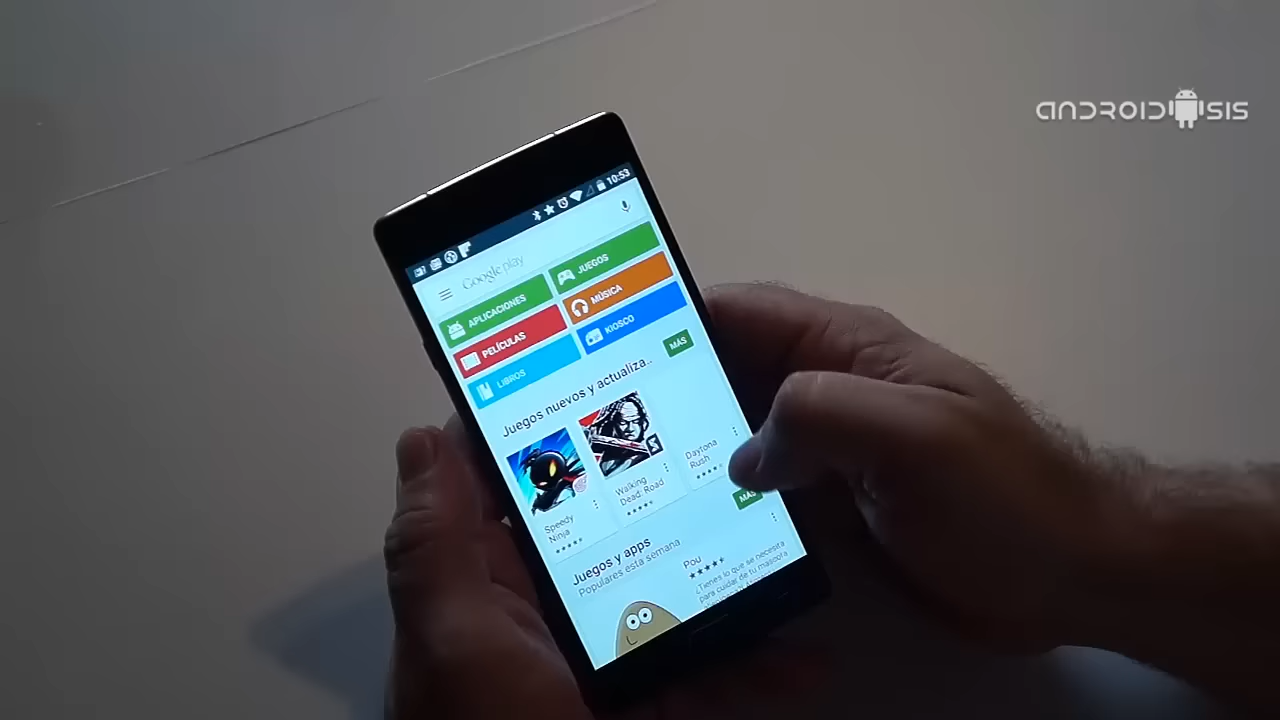 ANDROIDSIS
10:53
Google play
APLICACIONES
JUEGOS
PELÍCULAS
MÚSICA
LIBROS
KIOSCO
Juegos nuevos y actualiza..
MÁS
Speedy
Ninja
Walking
Dead: Road
Daytona
Rush
Juegos y apps
Populares esta semana
MÁS
Pou
¿Tienes lo que se necesita
para cuidar de tu mascota